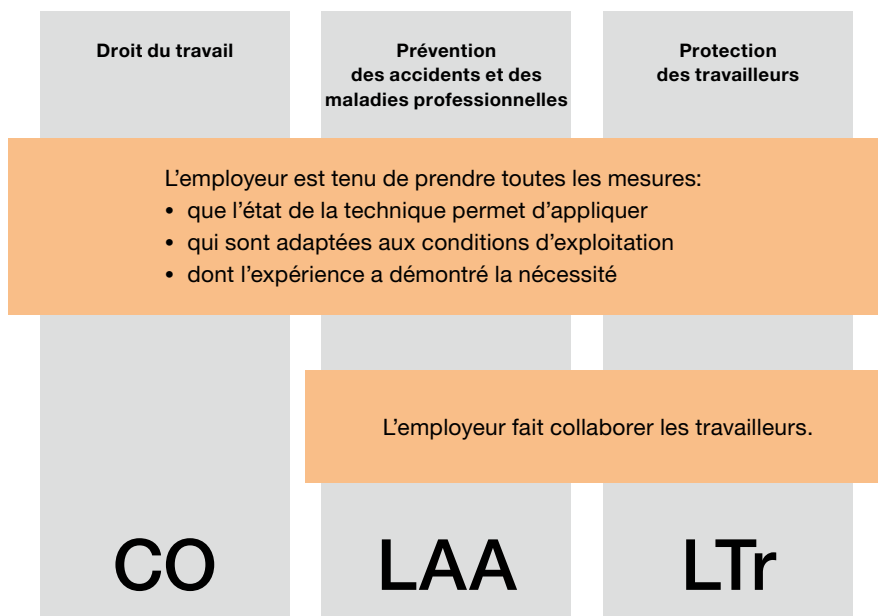 Droit du travail
Prévention
des accidents et des
maladies professionnelles
Protection
des travailleurs
L’employeur est tenu de prendre toutes les mesures:
• que l’état de la technique permet d’appliquer
• qui sont adaptées aux conditions d’exploitation
• dont l’expérience a démontré la nécessité
L’employeur fait collaborer les travailleurs.
CO
LAA
LTr